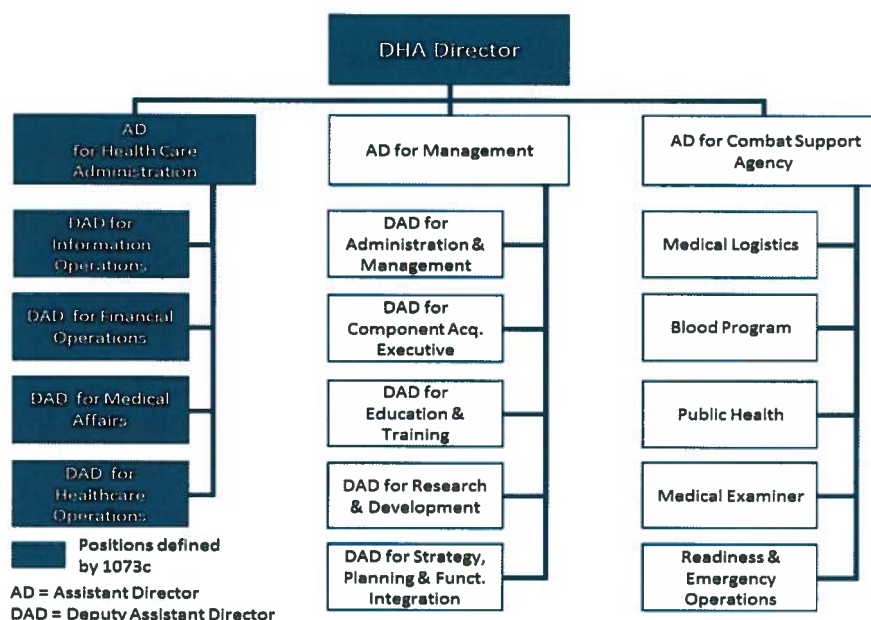 DHA Director
AD
for Health Care
Administration
AD for Management
AD for Combat Support
Agency
DAD for
Information
Operations
DAD for Financial
Operations
DAD for Medical
Affairs
DAD for
Healthcare
Operations
DAD for
Administration &
Management
DAD for
Component Acq.
Executive
DAD for
Education &
Training
DAD for Research
& Development
DAD for Strategy,
Planning & Funct.
Integration
Medical Logistics
Blood Program
Public Health
Medical Examiner
Readiness &
Emergency
Operations
Positions defined
by 1073c
AD = Assistant Director
DAD = Deputy Assistant Director